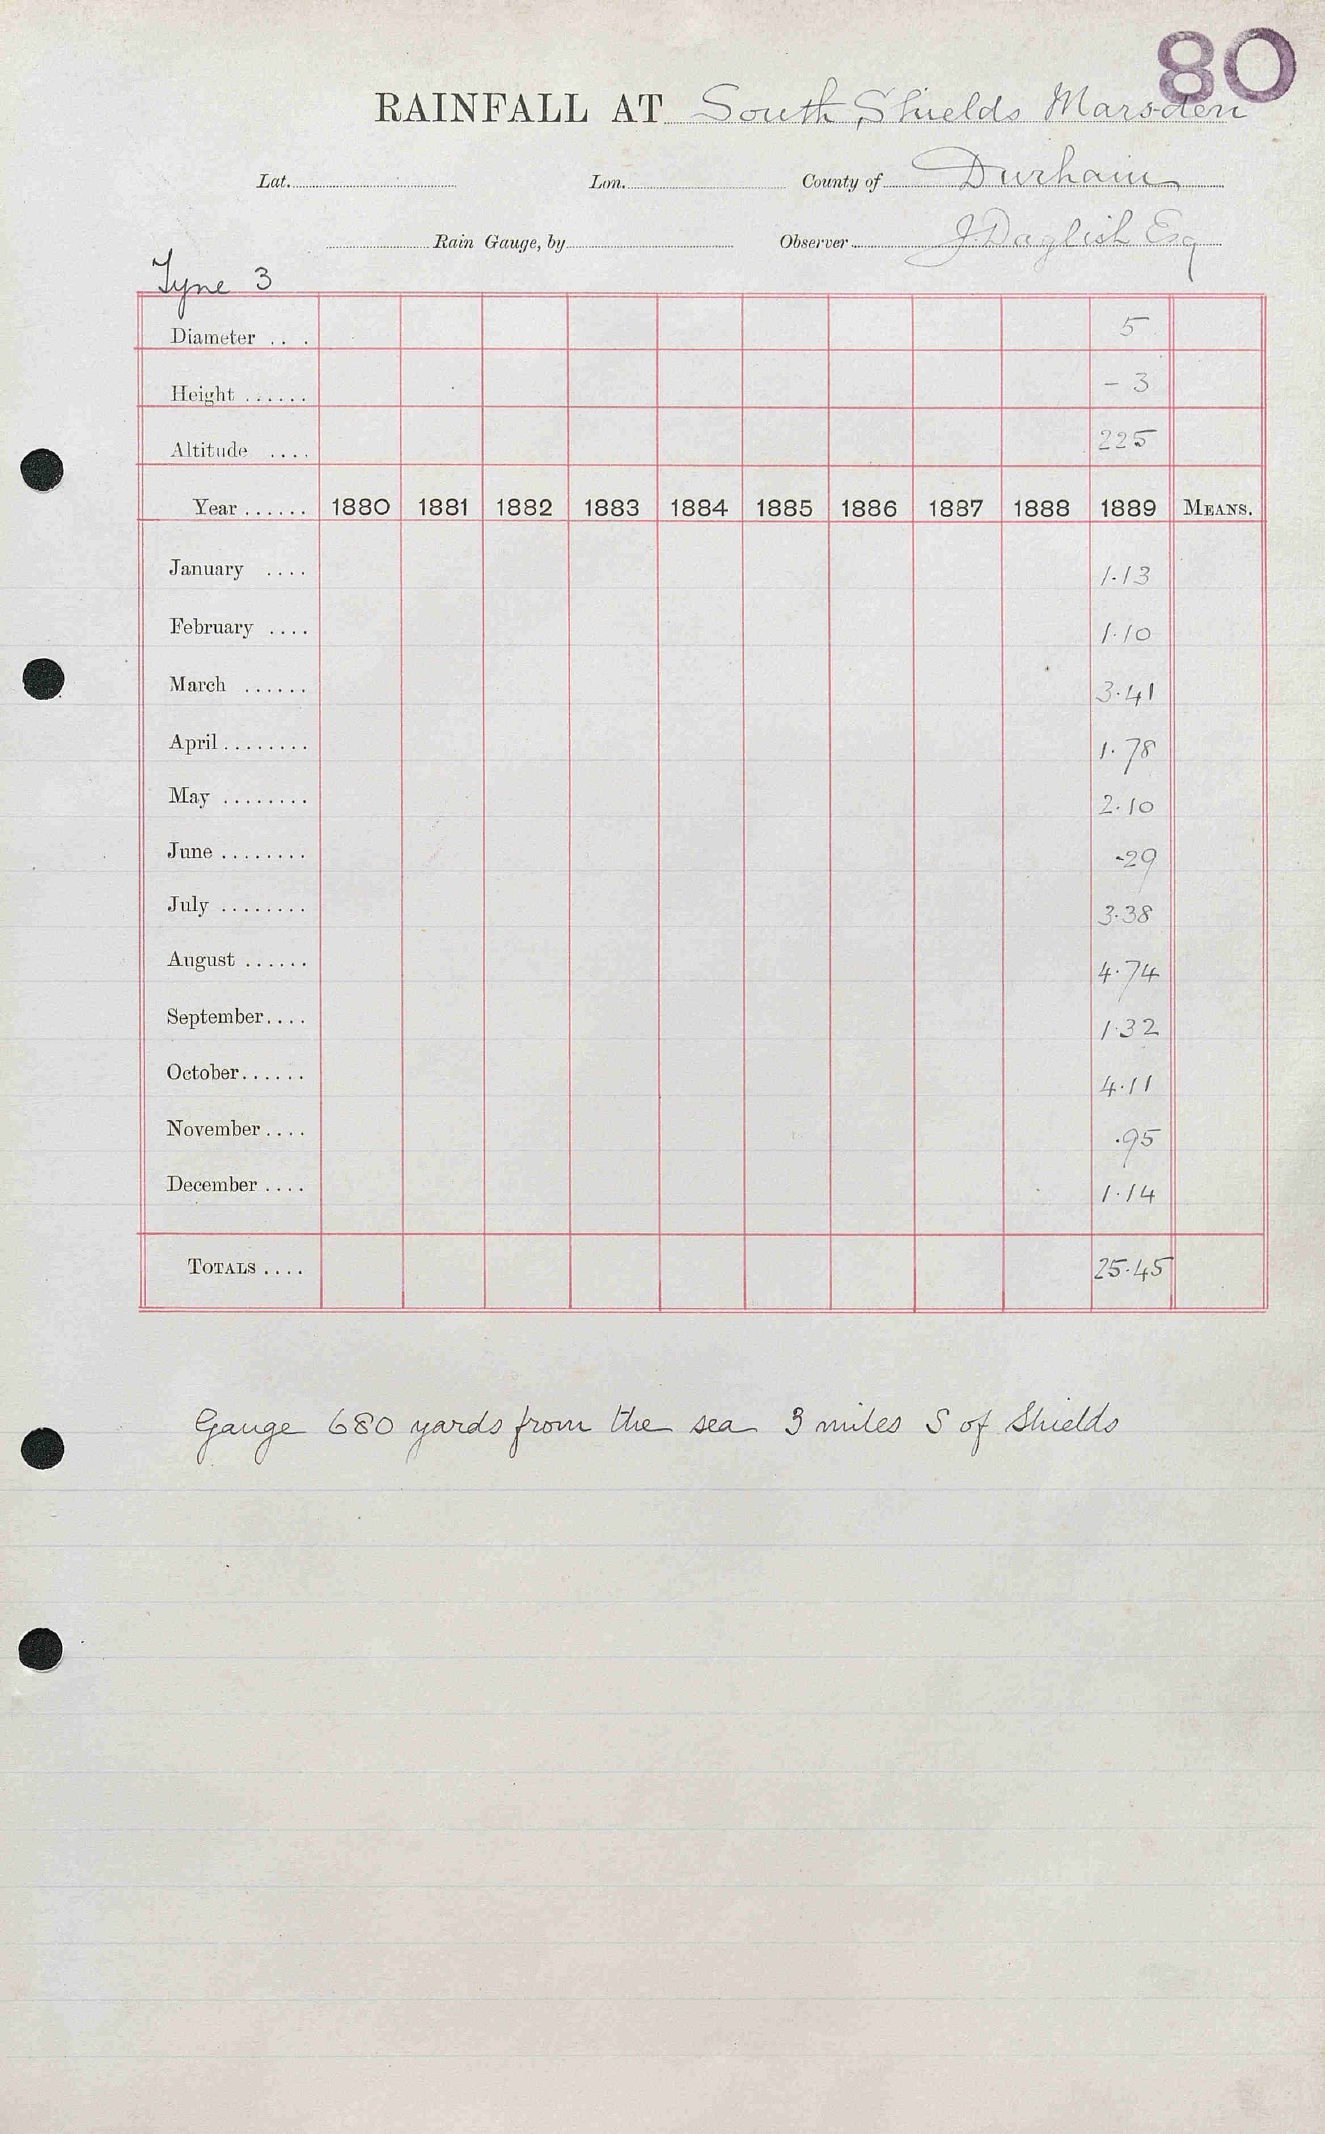 80
RAINFALL AT South Shields Marsden
Lat. Lon. County of Durham
Rain Gauge, by Observer J. Daglish Esq
Tyne 3
Diameter .. . 5
Height ...... - 3
Altitude .... 225
Year ...... 1880 1881 1882 1883 1884 1885 1886 1887 1888 1889 MEANS.
January .... 1.13
February .... 1.10
March ...... 3.41
April ........ 1.78
May ........ 2.10
June ........ .29
July ........ 3.38
August ...... 4.74
September .... 1.32
October ...... 4.11
November .... .95
December .... 1.14
TOTALS .... 25.45
Gauge 680 yards from the sea 3 miles S of Shields